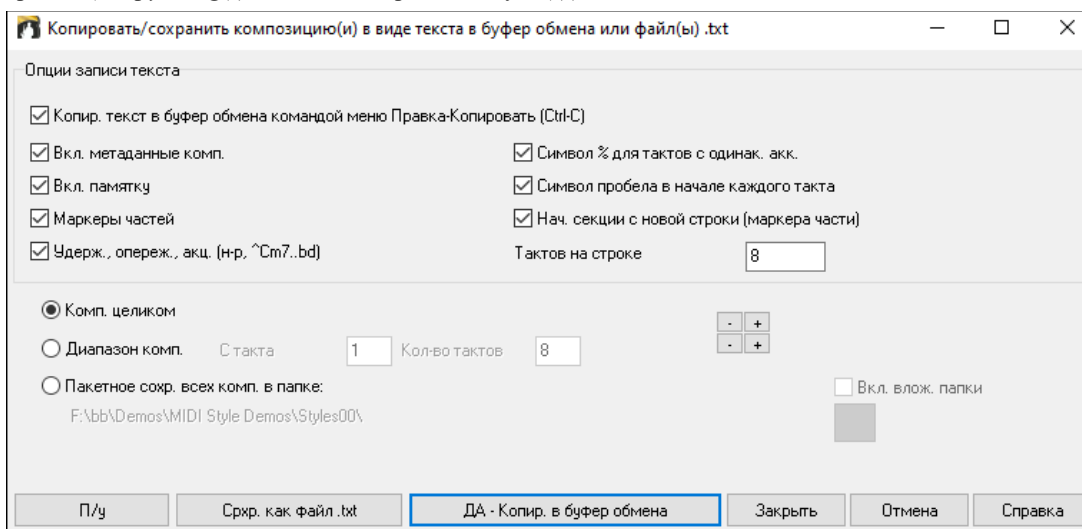 Копировать/сохранить композицию(и) в виде текста в буфер обмена или файл(ы) .txt
Опции записи текста
Копир. текст в буфер обмена командой меню Правка-Копировать (Ctrl-C)
Вкл. метаданные комп.
Символ % для тактов с одинак. акк.
Вкл. памятку
Символ пробела в начале каждого такта
Маркеры частей
Нач. секции с новой строки (маркера части)
Удерж., опереж., акц. (н-р, ^Cm7..bd)
Тактов на строке 8
Комп. целиком
- +
Диапазон комп. С такта 1 Кол-во тактов 8
- +
Пакетное сохр. всех комп. в папке:
Вкл. влож. папки
F:\bb\Demos\MIDI Style Demos\Styles00\
П/у Срхр. как файл .txt ДА - Копир. в буфер обмена Закрыть Отмена Справка